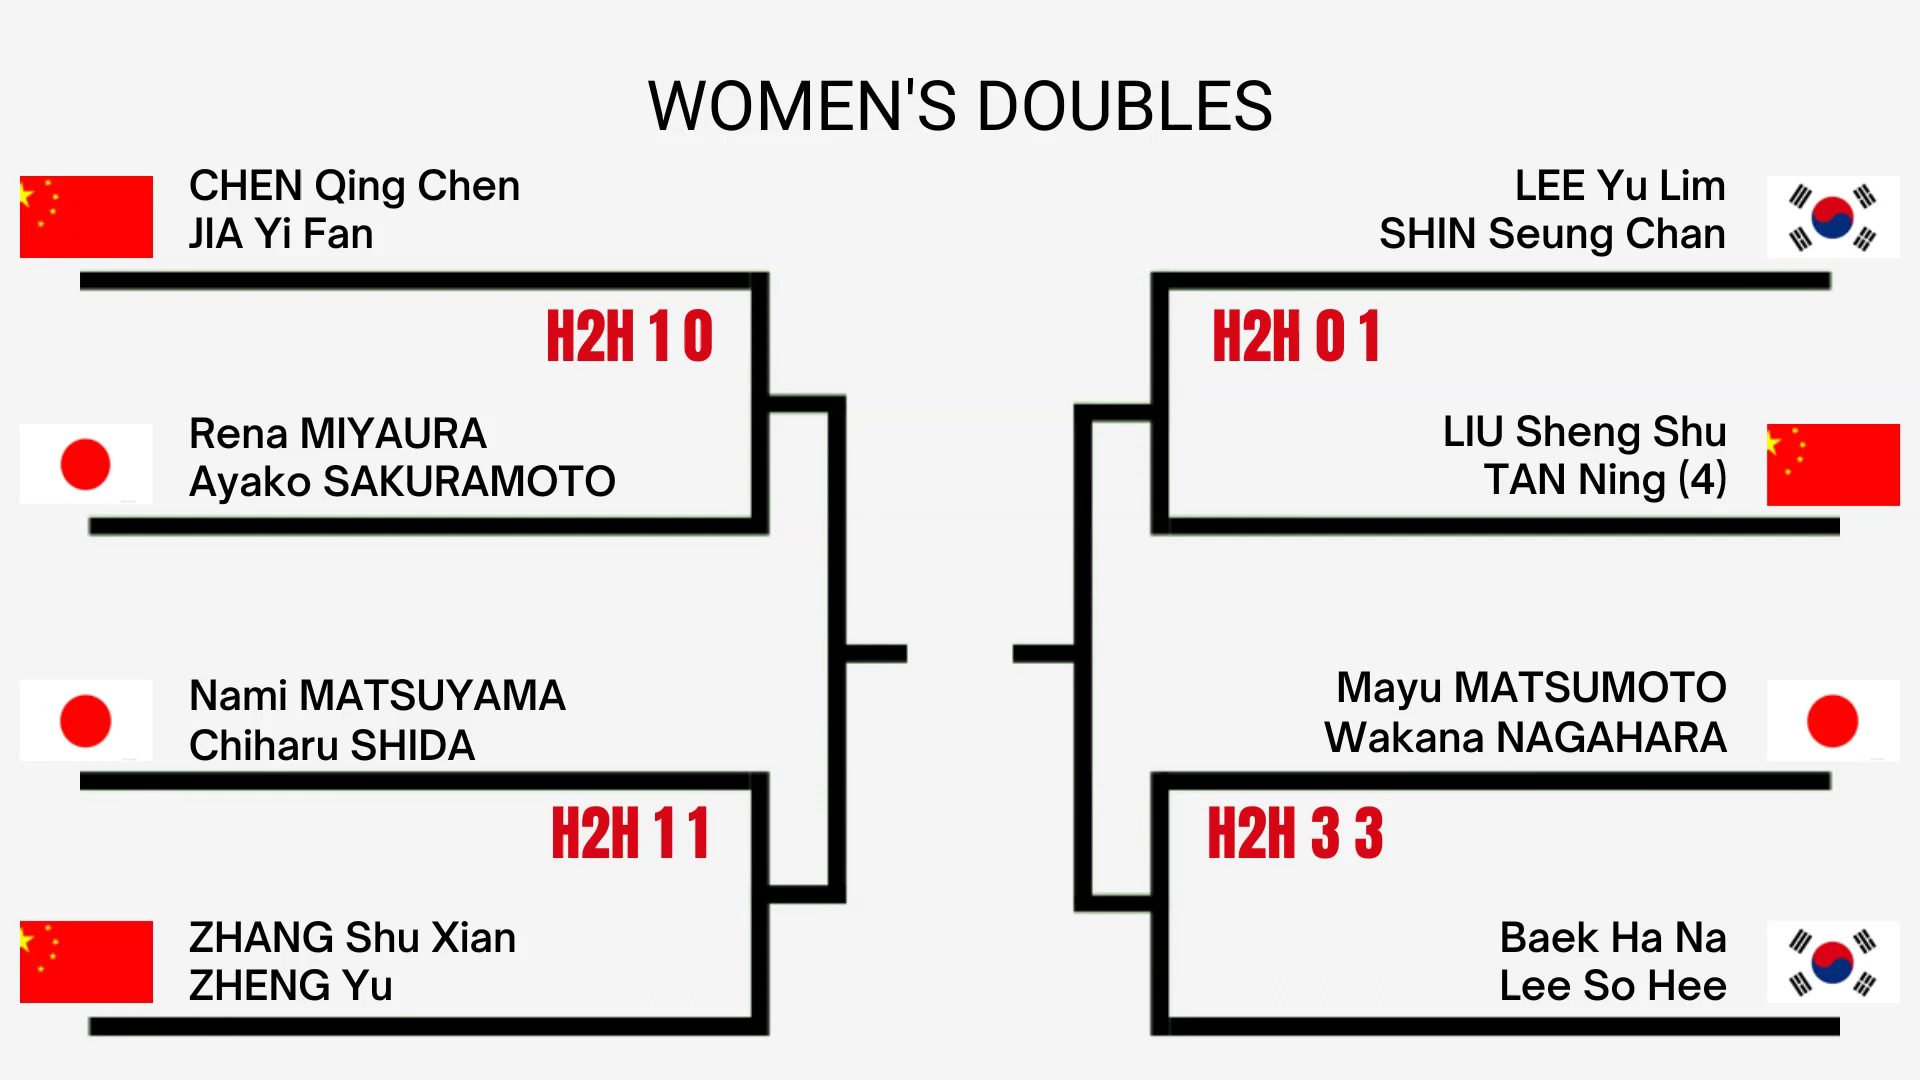 WOMEN'S DOUBLES
CHEN Qing Chen
JIA Yi Fan
H2H 1 0
Rena MIYAURA
Ayako SAKURAMOTO
Nami MATSUYAMA
Chiharu SHIDA
H2H 1 1
ZHANG Shu Xian
ZHENG Yu
LEE Yu Lim
SHIN Seung Chan
H2H 0 1
LIU Sheng Shu
TAN Ning (4)
Mayu MATSUMOTO
Wakana NAGAHARA
H2H 3 3
Baek Ha Na
Lee So Hee